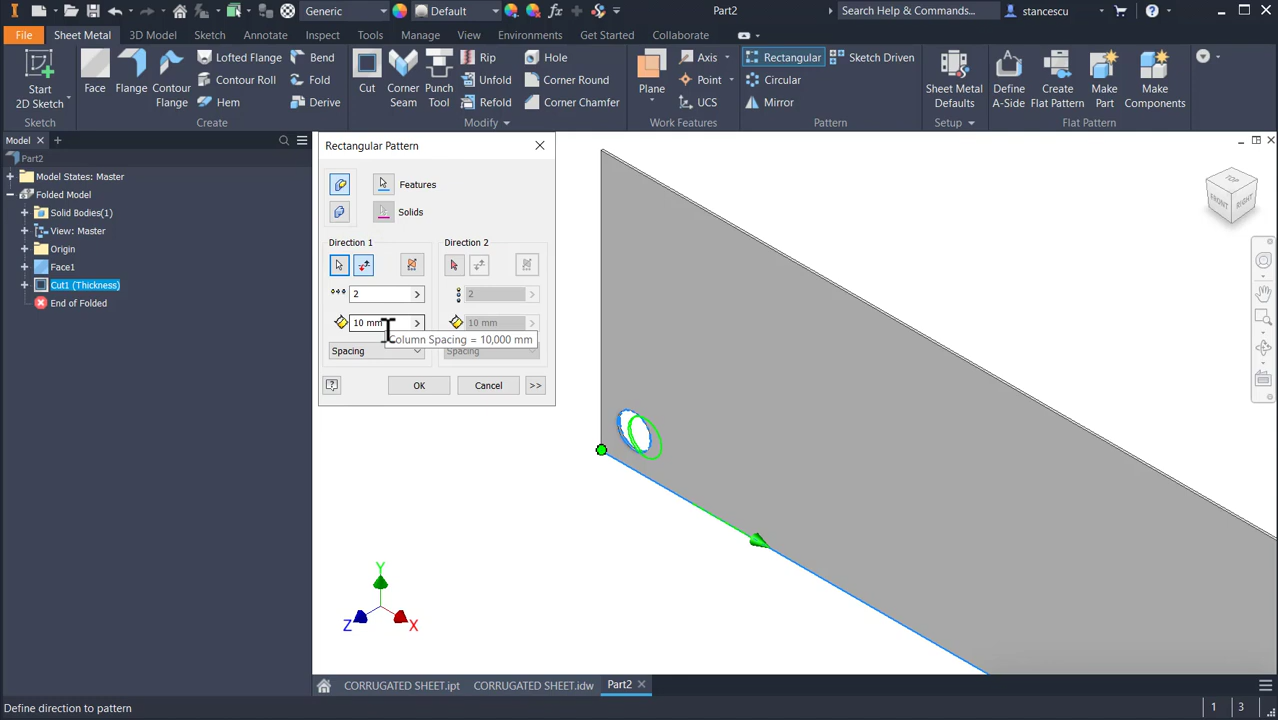 Generic
Default
Part2
Search Help & Commands...
stancescu
File
Sheet Metal
3D Model
Sketch
Annotate
Inspect
Tools
Manage
View
Environments
Get Started
Collaborate
Start
2D Sketch
Face
Flange
Contour
Flange
Lofted Flange
Contour Roll
Hem
Bend
Fold
Derive
Cut
Corner
Seam
Punch
Tool
Rip
Unfold
Refold
Hole
Corner Round
Corner Chamfer
Plane
Axis
Point
UCS
Rectangular
Circular
Mirror
Sketch Driven
Sheet Metal
Defaults
Define
A-Side
Create
Flat Pattern
Make
Part
Make
Components
Sketch
Create
Modify
Work Features
Pattern
Setup
Flat Pattern
Model
Part2
Model States: Master
Folded Model
Solid Bodies(1)
View: Master
Origin
Face1
Cut1 (Thickness)
End of Folded
Rectangular Pattern
Features
Solids
Direction 1
Direction 2
2
2
10 mm
10 mm
Column Spacing = 10,000 mm
Spacing
Spacing
OK
Cancel
>>
TOP
FRONT
RIGHT
Y
Z
X
CORRUGATED SHEET.ipt
CORRUGATED SHEET.idw
Part2
Define direction to pattern
1
3